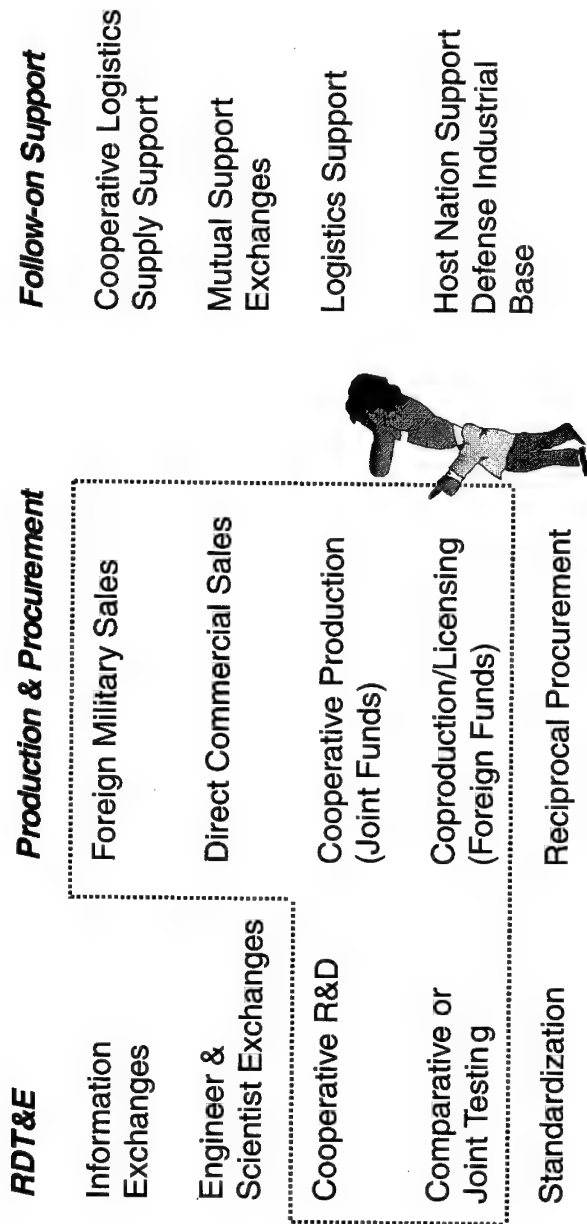 RDT&E
Information
Exchanges
Engineer &
Scientist Exchanges
Cooperative R&D
Comparative or
Joint Testing
Standardization
Production & Procurement
Foreign Military Sales
Direct Commercial Sales
Cooperative Production
(Joint Funds)
Coproduction/Licensing
(Foreign Funds)
Reciprocal Procurement
Follow-on Support
Cooperative Logistics
Supply Support
Mutual Support
Exchanges
Logistics Support
Host Nation Support
Defense Industrial
Base